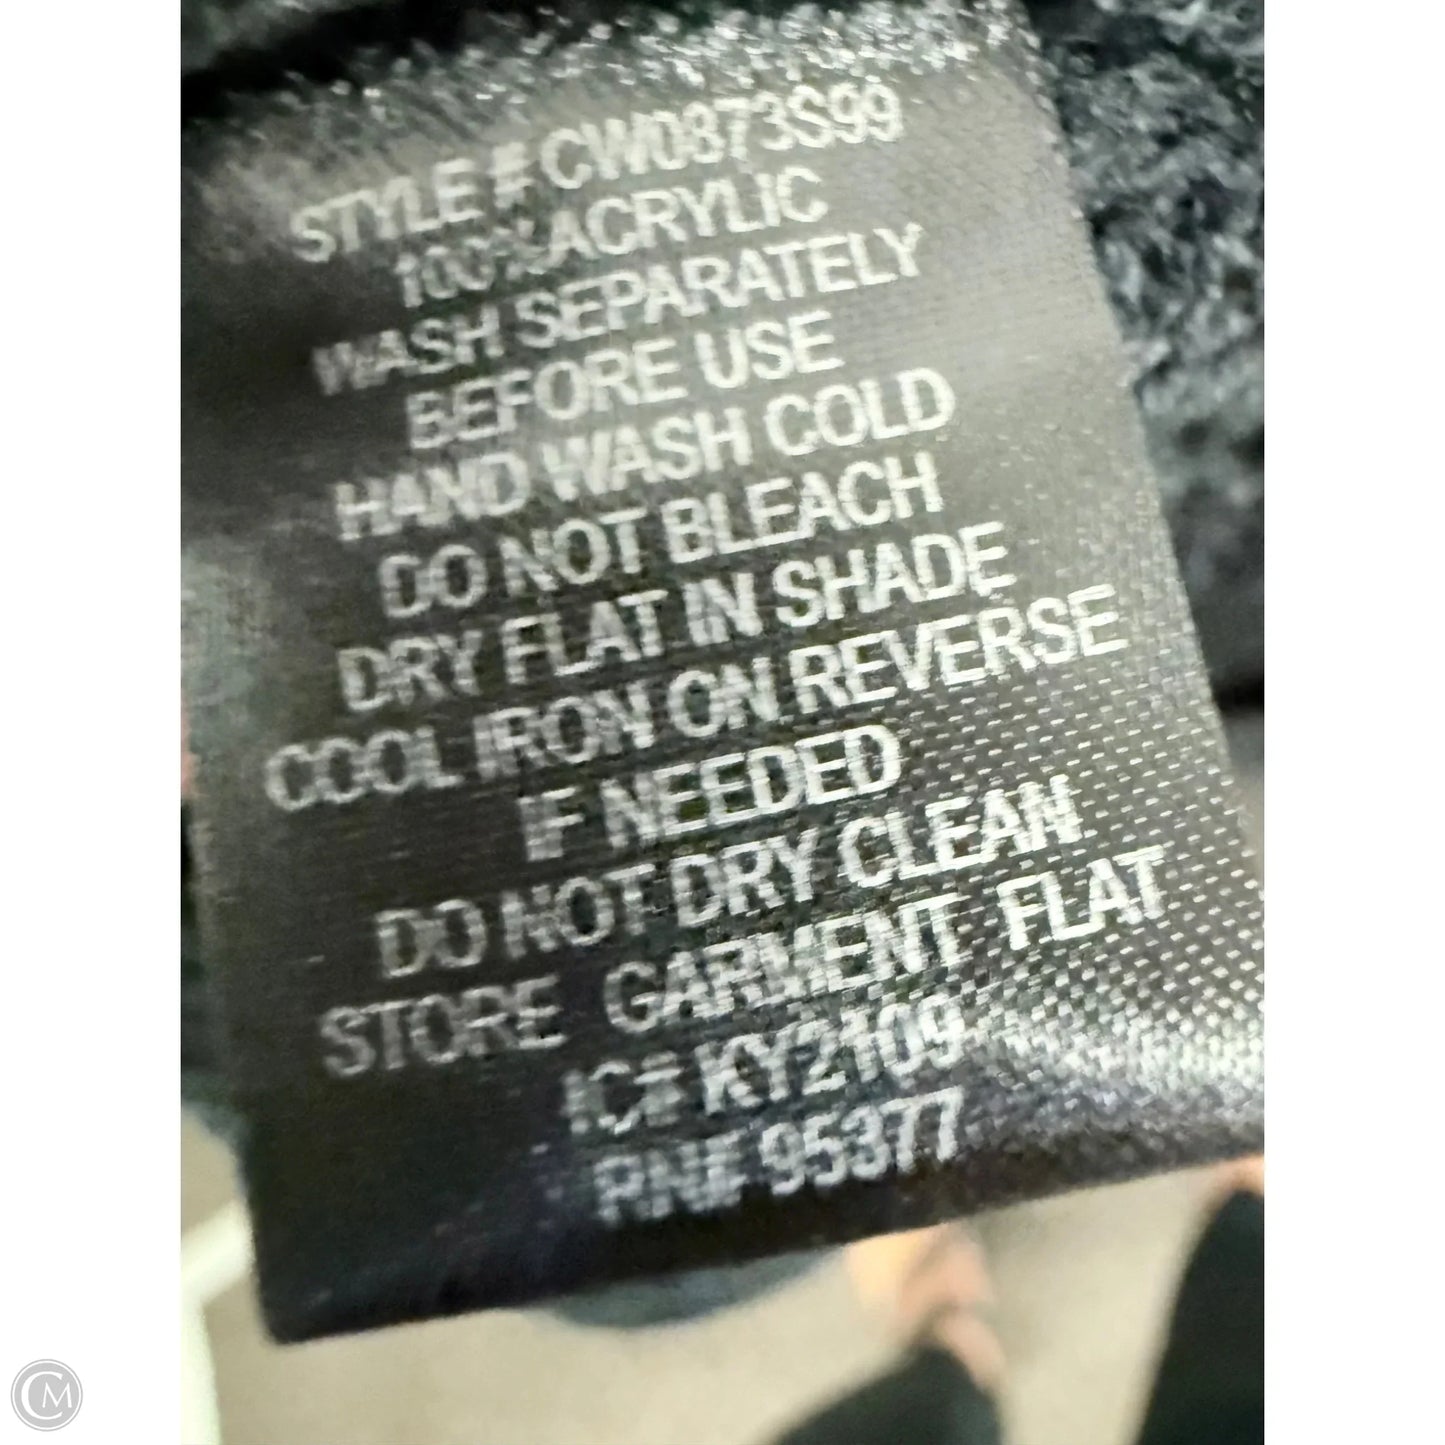 STYLE # CW0873S99
100% ACRYLIC
WASH SEPARATELY
BEFORE USE
HAND WASH COLD
DO NOT BLEACH
DRY FLAT IN SHADE
COOL IRON ON REVERSE
IF NEEDED
DO NOT DRY CLEAN
STORE GARMENT FLAT
IC# KY2109
RN# 95377
CM